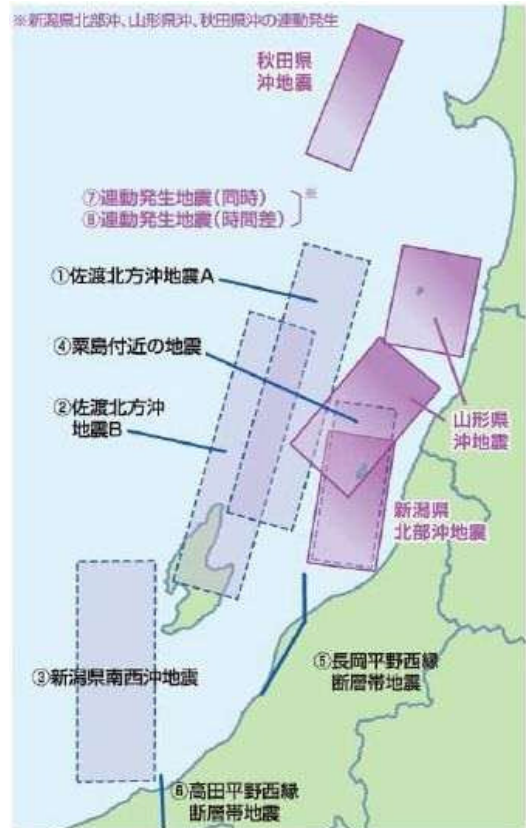 ※新潟県北部沖、山形県沖、秋田県沖の連動発生
秋田県
沖地震
⑦連動発生地震(同時)
⑧連動発生地震(時間差)
※
①佐渡北方沖地震A
④粟島付近の地震
②佐渡北方沖
地震B
山形県
沖地震
新潟県
北部沖地震
③新潟県南西沖地震
⑤長岡平野西縁
断層帯地震
⑥高田平野西縁
断層帯地震